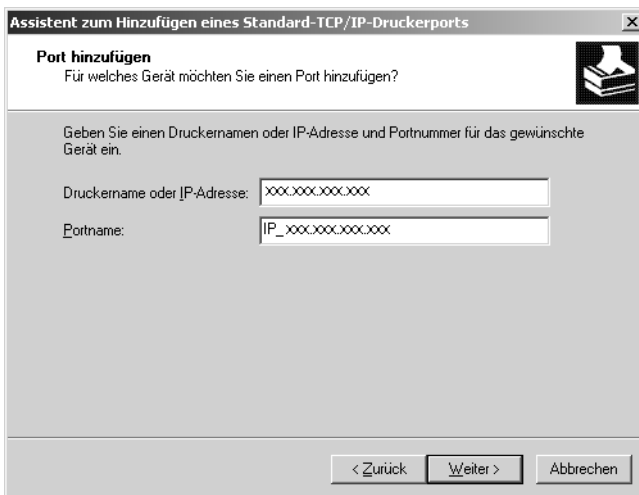 Assistent zum Hinzufügen eines Standard-TCP/IP-Druckerports
Port hinzufügen
Für welches Gerät möchten Sie einen Port hinzufügen?
Geben Sie einen Druckernamen oder IP-Adresse und Portnummer für das gewünschte
Gerät ein.
Druckername oder IP-Adresse: xxx.xxx.xxx.xxx
Portname: IP_xxx.xxx.xxx.xxx
< Zurück Weiter > Abbrechen